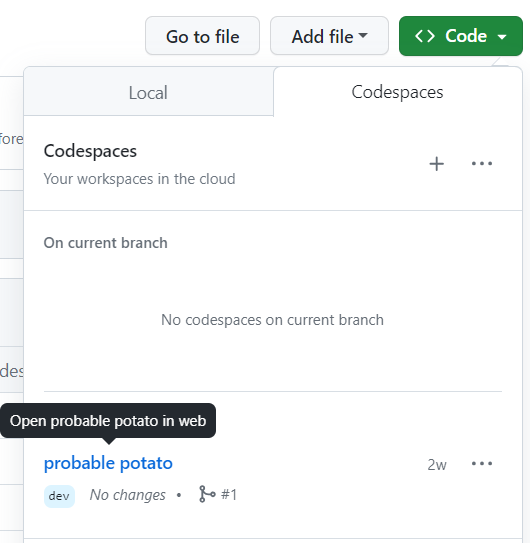 Go to file
Add file
Code
Local
Codespaces
Codespaces
Your workspaces in the cloud
On current branch
No codespaces on current branch
Open probable potato in web
probable potato
2w
dev
No changes • #1
fore
des